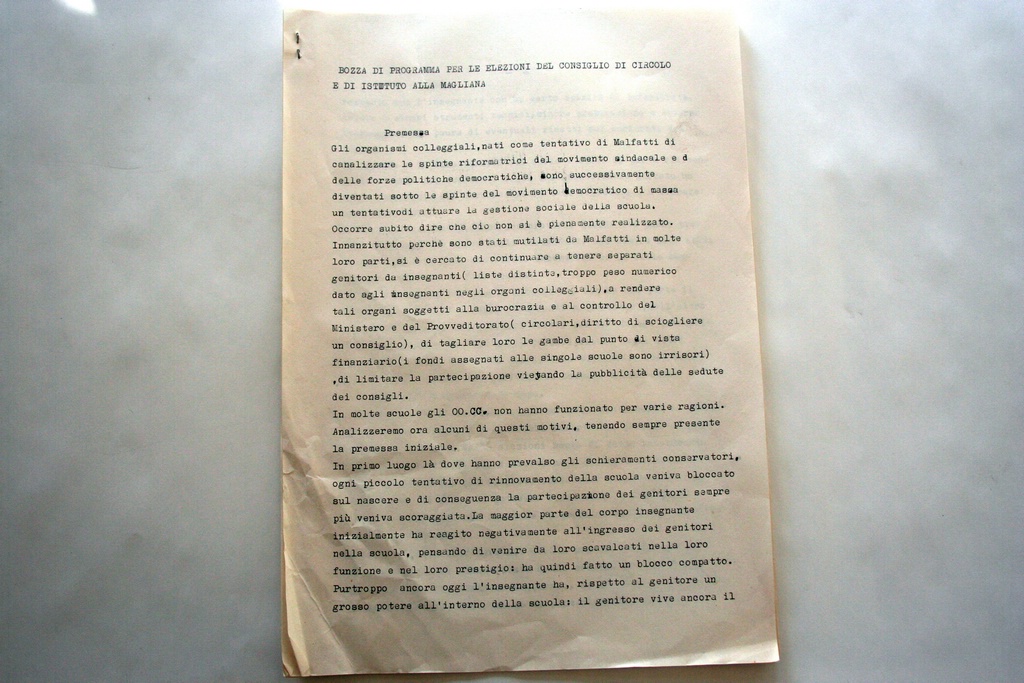 BOZZA DI PROGRAMMA PER LE ELEZIONI DEL CONSIGLIO DI CIRCOLO
E DI ISTITUTO ALLA MAGLIANA
Premessa
Gli organismi colleggiali,nati come tentativo di Malfatti di
canalizzare le spinte riformatrici del movimento sindacale e d
delle forze politiche democratiche, sono successivamente
diventati sotto le spinte del movimento democratico di massa
un tentativodi attuare la gestione sociale della scuola.
Occorre subito dire che cio non si è pienamente realizzato.
Innanzitutto perchè sono stati mutilati da Malfatti in molte
loro parti,si è cercato di continuare a tenere separati
genitori da insegnanti( liste distinte,troppo peso numerico
dato agli insegnanti negli organi colleggiali),a rendere
tali organi soggetti alla burocrazia e al controllo del
Ministero e del Provveditorato( circolari,diritto di sciogliere
un consiglio), di tagliare loro le gambe dal punto di vista
finanziario(i fondi assegnati alle singole scuole sono irrisori)
,di limitare la partecipazione vietando la pubblicità delle sedute
dei consigli.
In molte scuole gli OO.CC. non hanno funzionato per varie ragioni.
Analizzeremo ora alcuni di questi motivi, tenendo sempre presente
la premessa iniziale.
In primo luogo là dove hanno prevalso gli schieramenti conservatori,
ogni piccolo tentativo di rinnovamento della scuola veniva bloccato
sul nascere e di conseguenza la partecipazione dei genitori sempre
più veniva scoraggiata.La maggior parte del corpo insegnante
inizialmente ha reagito negativamente all'ingresso dei genitori
nella scuola, pensando di venire da loro scavalcati nella loro
funzione e nel loro prestigio: ha quindi fatto un blocco compatto.
Purtroppo ancora oggi l'insegnante ha, rispetto al genitore un
grosso potere all'interno della scuola: il genitore vive ancora il